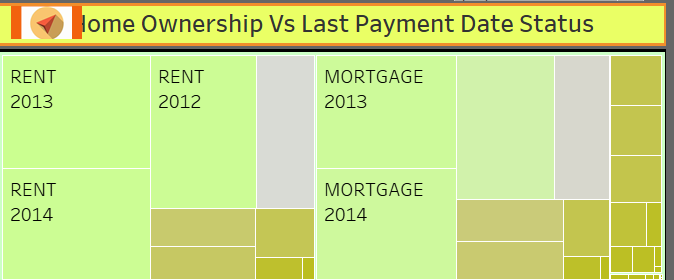 Home Ownership Vs Last Payment Date Status
RENT
2013
RENT
2012
MORTGAGE
2013
RENT
2014
MORTGAGE
2014